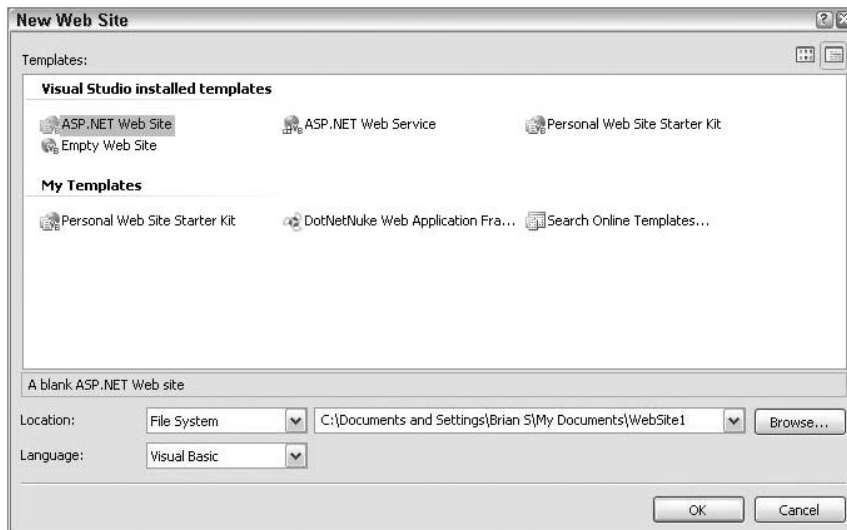 New Web Site
Templates:
Visual Studio installed templates
ASP.NET Web Site
ASP.NET Web Service
Personal Web Site Starter Kit
Empty Web Site
My Templates
Personal Web Site Starter Kit
DotNetNuke Web Application Fra...
Search Online Templates...
A blank ASP.NET Web site
Location:
File System
C:\Documents and Settings\Brian S\My Documents\WebSite1
Browse...
Language:
Visual Basic
OK
Cancel